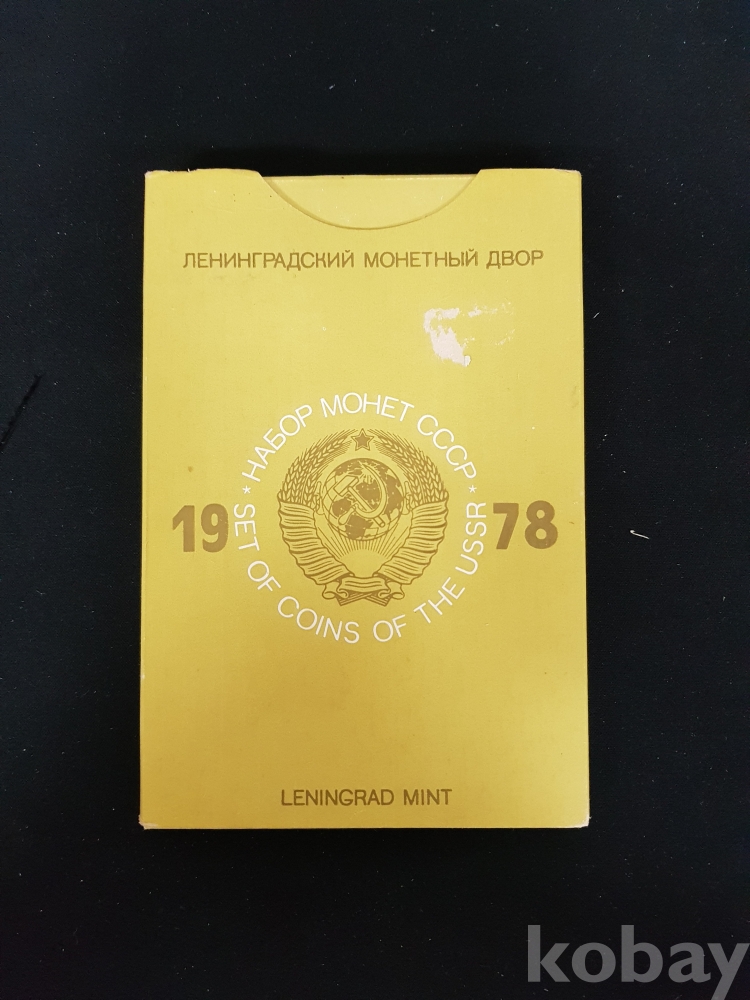 ЛЕНИНГРАДСКИЙ МОНЕТНЫЙ ДВОР
* НАБОР МОНЕТ СССР *
19 78
SET OF COINS OF THE USSR
LENINGRAD MINT
kobay